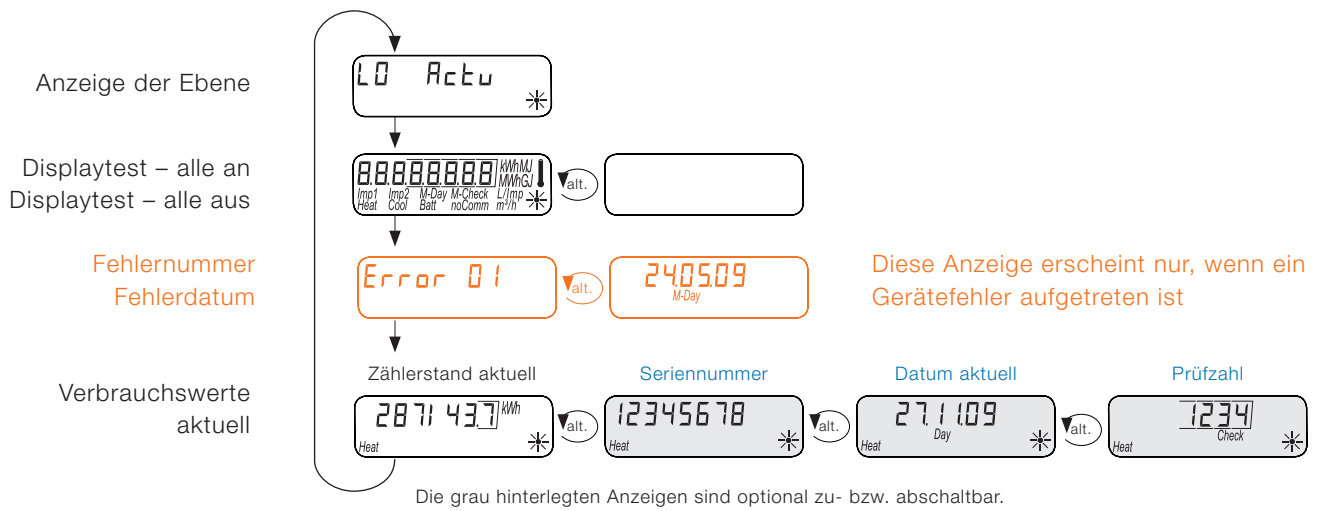 Anzeige der Ebene
L0 Actu
Displaytest – alle an
Displaytest – alle aus
8.8.8.8.8.8.8.8 kWhMJ
MWhGJ
Imp1 Imp2 M-Day M-Check L/Imp
Heat Cool Batt noComm m³/h
alt.
Fehlernummer
Fehlerdatum
Error 01
alt.
24.05.09
M-Day
Diese Anzeige erscheint nur, wenn ein
Gerätefehler aufgetreten ist
Verbrauchswerte
aktuell
Zählerstand aktuell
287143.7 kWh
Heat
alt.
Seriennummer
12345678
Heat
alt.
Datum aktuell
27.11.09
Heat Day
alt.
Prüfzahl
1234
Heat Check
Die grau hinterlegten Anzeigen sind optional zu- bzw. abschaltbar.